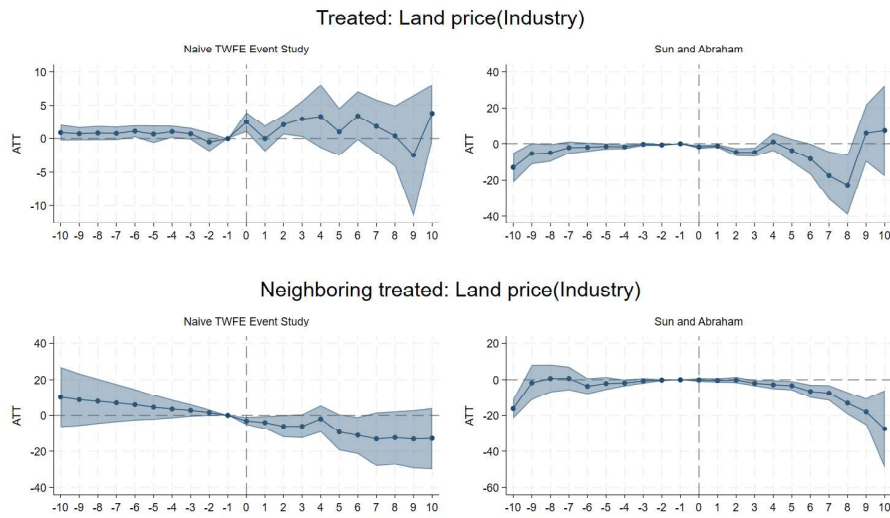 Treated: Land price(Industry)
Naive TWFE Event Study
Sun and Abraham
ATT
10
5
0
-5
-10
-10 -9 -8 -7 -6 -5 -4 -3 -2 -1 0 1 2 3 4 5 6 7 8 9 10
ATT
40
20
0
-20
-40
-10 -9 -8 -7 -6 -5 -4 -3 -2 -1 0 1 2 3 4 5 6 7 8 9 10
Neighboring treated: Land price(Industry)
Naive TWFE Event Study
Sun and Abraham
ATT
40
20
0
-20
-40
-10 -9 -8 -7 -6 -5 -4 -3 -2 -1 0 1 2 3 4 5 6 7 8 9 10
ATT
20
0
-20
-40
-60
-10 -9 -8 -7 -6 -5 -4 -3 -2 -1 0 1 2 3 4 5 6 7 8 9 10